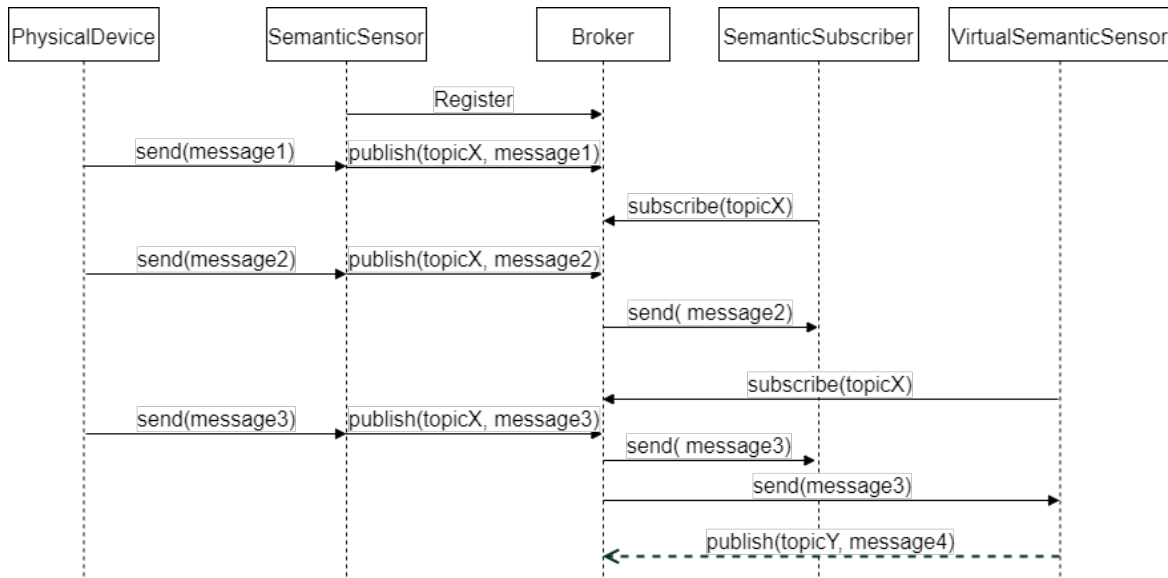 PhysicalDevice
SemanticSensor
Broker
SemanticSubscriber
VirtualSemanticSensor
Register
send(message1)
publish(topicX, message1)
subscribe(topicX)
send(message2)
publish(topicX, message2)
send( message2)
subscribe(topicX)
send(message3)
publish(topicX, message3)
send( message3)
send(message3)
publish(topicY, message4)